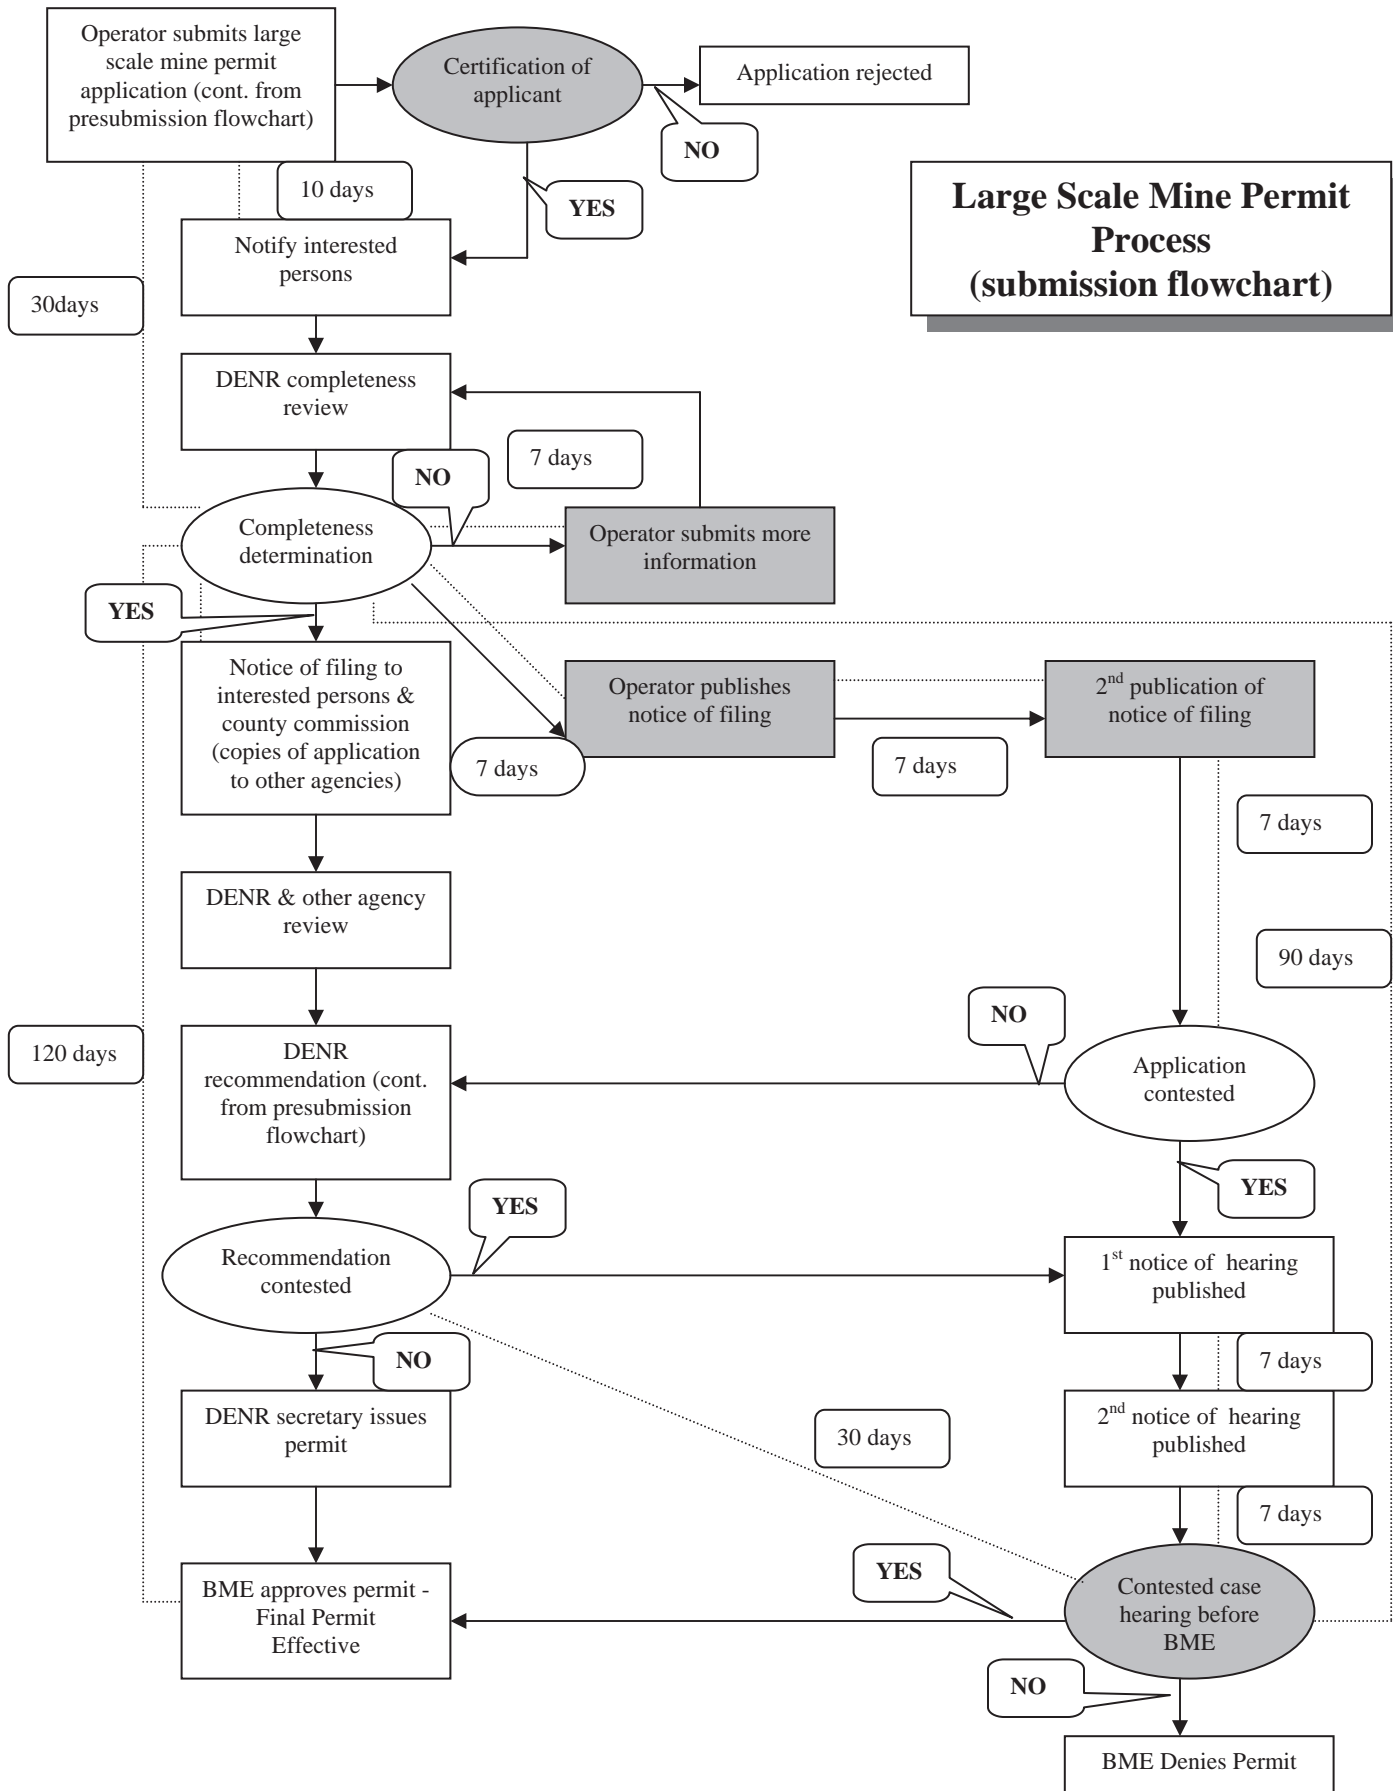 Operator submits large
scale mine permit
application (cont. from
presubmission flowchart)
Certification of
applicant
Application rejected
NO
10 days
YES
Large Scale Mine Permit
Process
(submission flowchart)
Notify interested
persons
30days
DENR completeness
review
7 days
NO
Completeness
determination
Operator submits more
information
YES
Notice of filing to
interested persons &
county commission
(copies of application
to other agencies)
Operator publishes
notice of filing
2nd publication of
notice of filing
7 days
7 days
7 days
DENR & other agency
review
90 days
NO
120 days
DENR
recommendation (cont.
from presubmission
flowchart)
Application
contested
YES
YES
Recommendation
contested
1st notice of hearing
published
NO
7 days
DENR secretary issues
permit
2nd notice of hearing
published
30 days
7 days
YES
BME approves permit -
Final Permit
Effective
Contested case
hearing before
BME
NO
BME Denies Permit